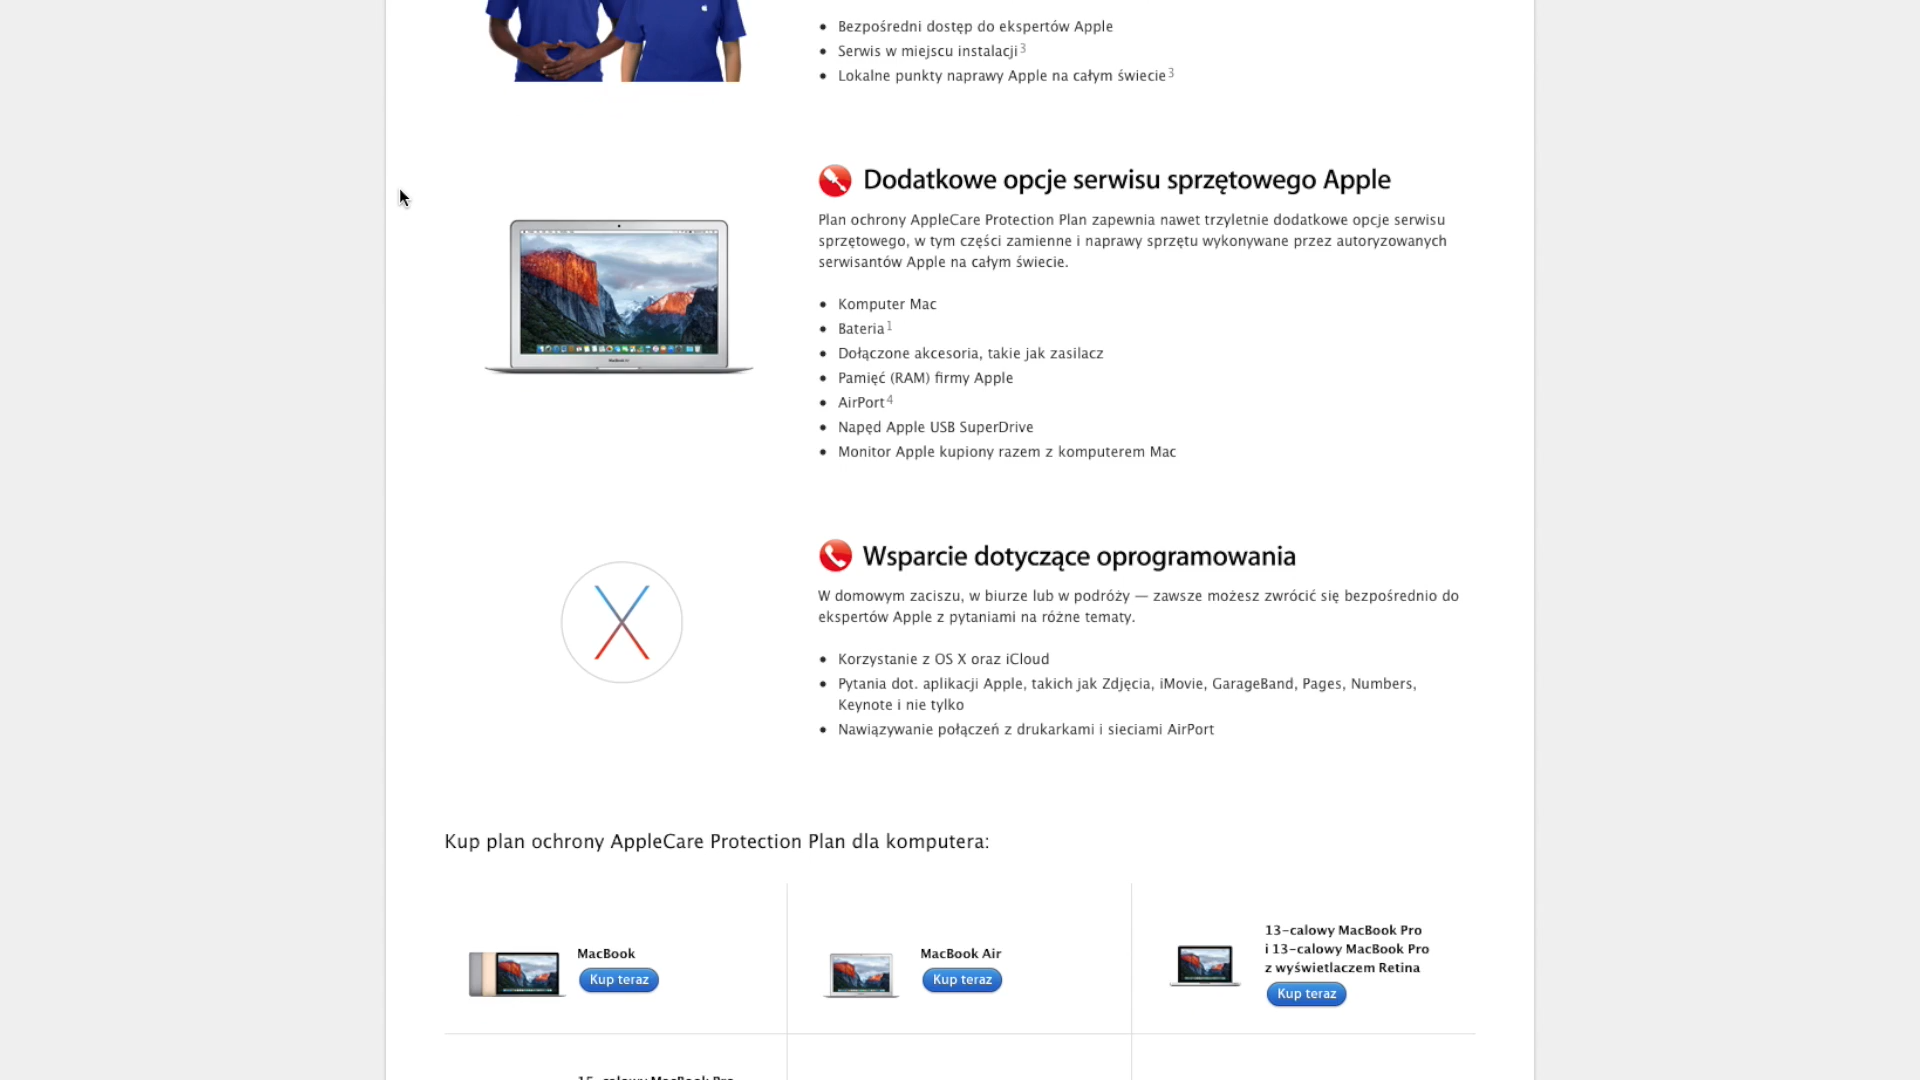 Bezpośredni dostęp do ekspertów Apple
Serwis w miejscu instalacji3
Lokalne punkty naprawy Apple na całym świecie3
Dodatkowe opcje serwisu sprzętowego Apple
Plan ochrony AppleCare Protection Plan zapewnia nawet trzyletnie dodatkowe opcje serwisu
sprzętowego, w tym części zamienne i naprawy sprzętu wykonywane przez autoryzowanych
serwisantów Apple na całym świecie.
Komputer Mac
Bateria1
Dołączone akcesoria, takie jak zasilacz
Pamięć (RAM) firmy Apple
AirPort4
Napęd Apple USB SuperDrive
Monitor Apple kupiony razem z komputerem Mac
Wsparcie dotyczące oprogramowania
W domowym zaciszu, w biurze lub w podróży — zawsze możesz zwrócić się bezpośrednio do
ekspertów Apple z pytaniami na różne tematy.
Korzystanie z OS X oraz iCloud
Pytania dot. aplikacji Apple, takich jak Zdjęcia, iMovie, GarageBand, Pages, Numbers,
Keynote i nie tylko
Nawiązywanie połączeń z drukarkami i sieciami AirPort
Kup plan ochrony AppleCare Protection Plan dla komputera:
MacBook
Kup teraz
MacBook Air
Kup teraz
13-calowy MacBook Pro
i 13-calowy MacBook Pro
z wyświetlaczem Retina
Kup teraz
15-calowy MacBook Pro